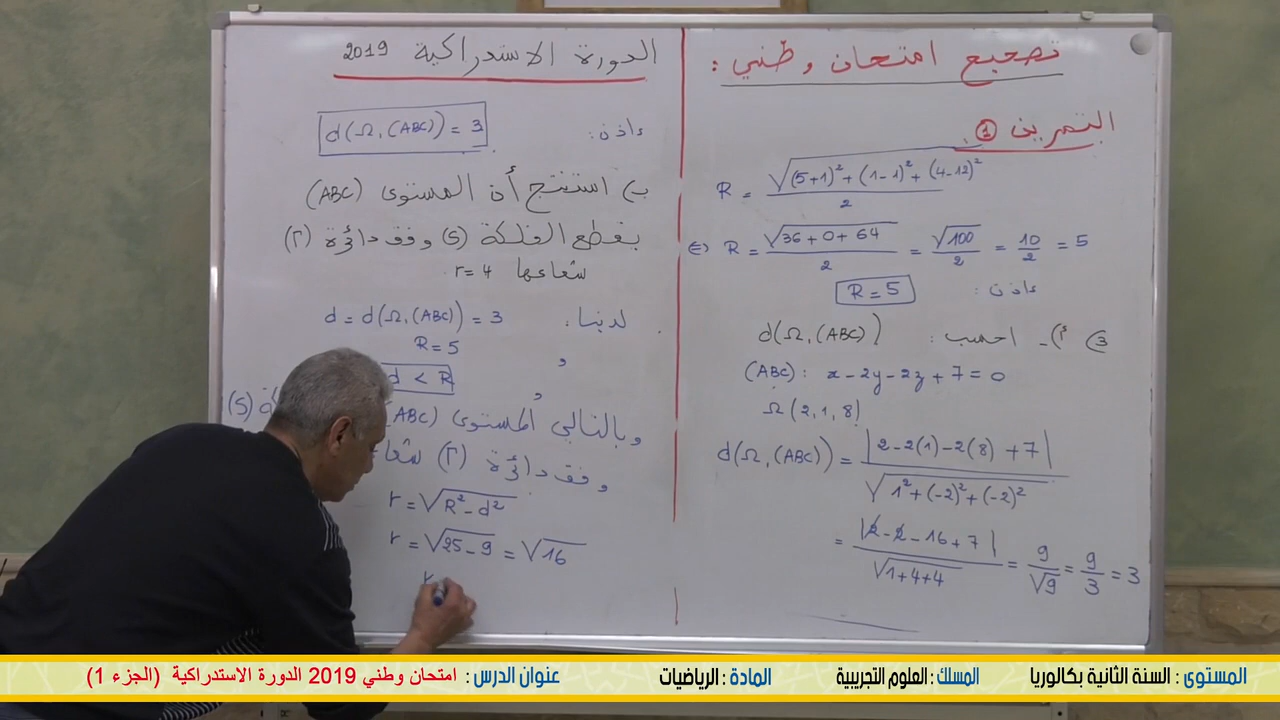 تصحيح امتحان وطني :
الدورة الاستدراكية 2019
التمرين ①
R = √((5+1)² + (1-1)² + (4-12)²) / 2
⇔ R = √(36+0+64) / 2 = √100 / 2 = 10/2 = 5
اذن : R = 5
3) أ)- احسب : d(Ω,(ABC))
(ABC) : x - 2y - 2z + 7 = 0
Ω(2,1,8)
d(Ω,(ABC)) = |2-2(1)-2(8)+7| / √(1²+(-2)²+(-2)²)
= |2-2-16+7| / √(1+4+4) = 9/√9 = 9/3 = 3
اذن : d(Ω,(ABC)) = 3
ب) استنتج أن المستوى (ABC)
يقطع الفلكة (S) وفق دائرة (Γ)
شعاعها r = 4
لدينا : d = d(Ω,(ABC)) = 3
و R = 5
و d < R
وبالتالي المستوى (ABC) (S)
وفق دائرة (Γ)
r = √(R² - d²)
r = √(25-9) = √16
r
المستوى : السنة الثانية بكالوريا المسلك : العلوم التجريبية المادة : الرياضيات عنوان الدرس : امتحان وطني 2019 الدورة الاستدراكية (الجزء 1)